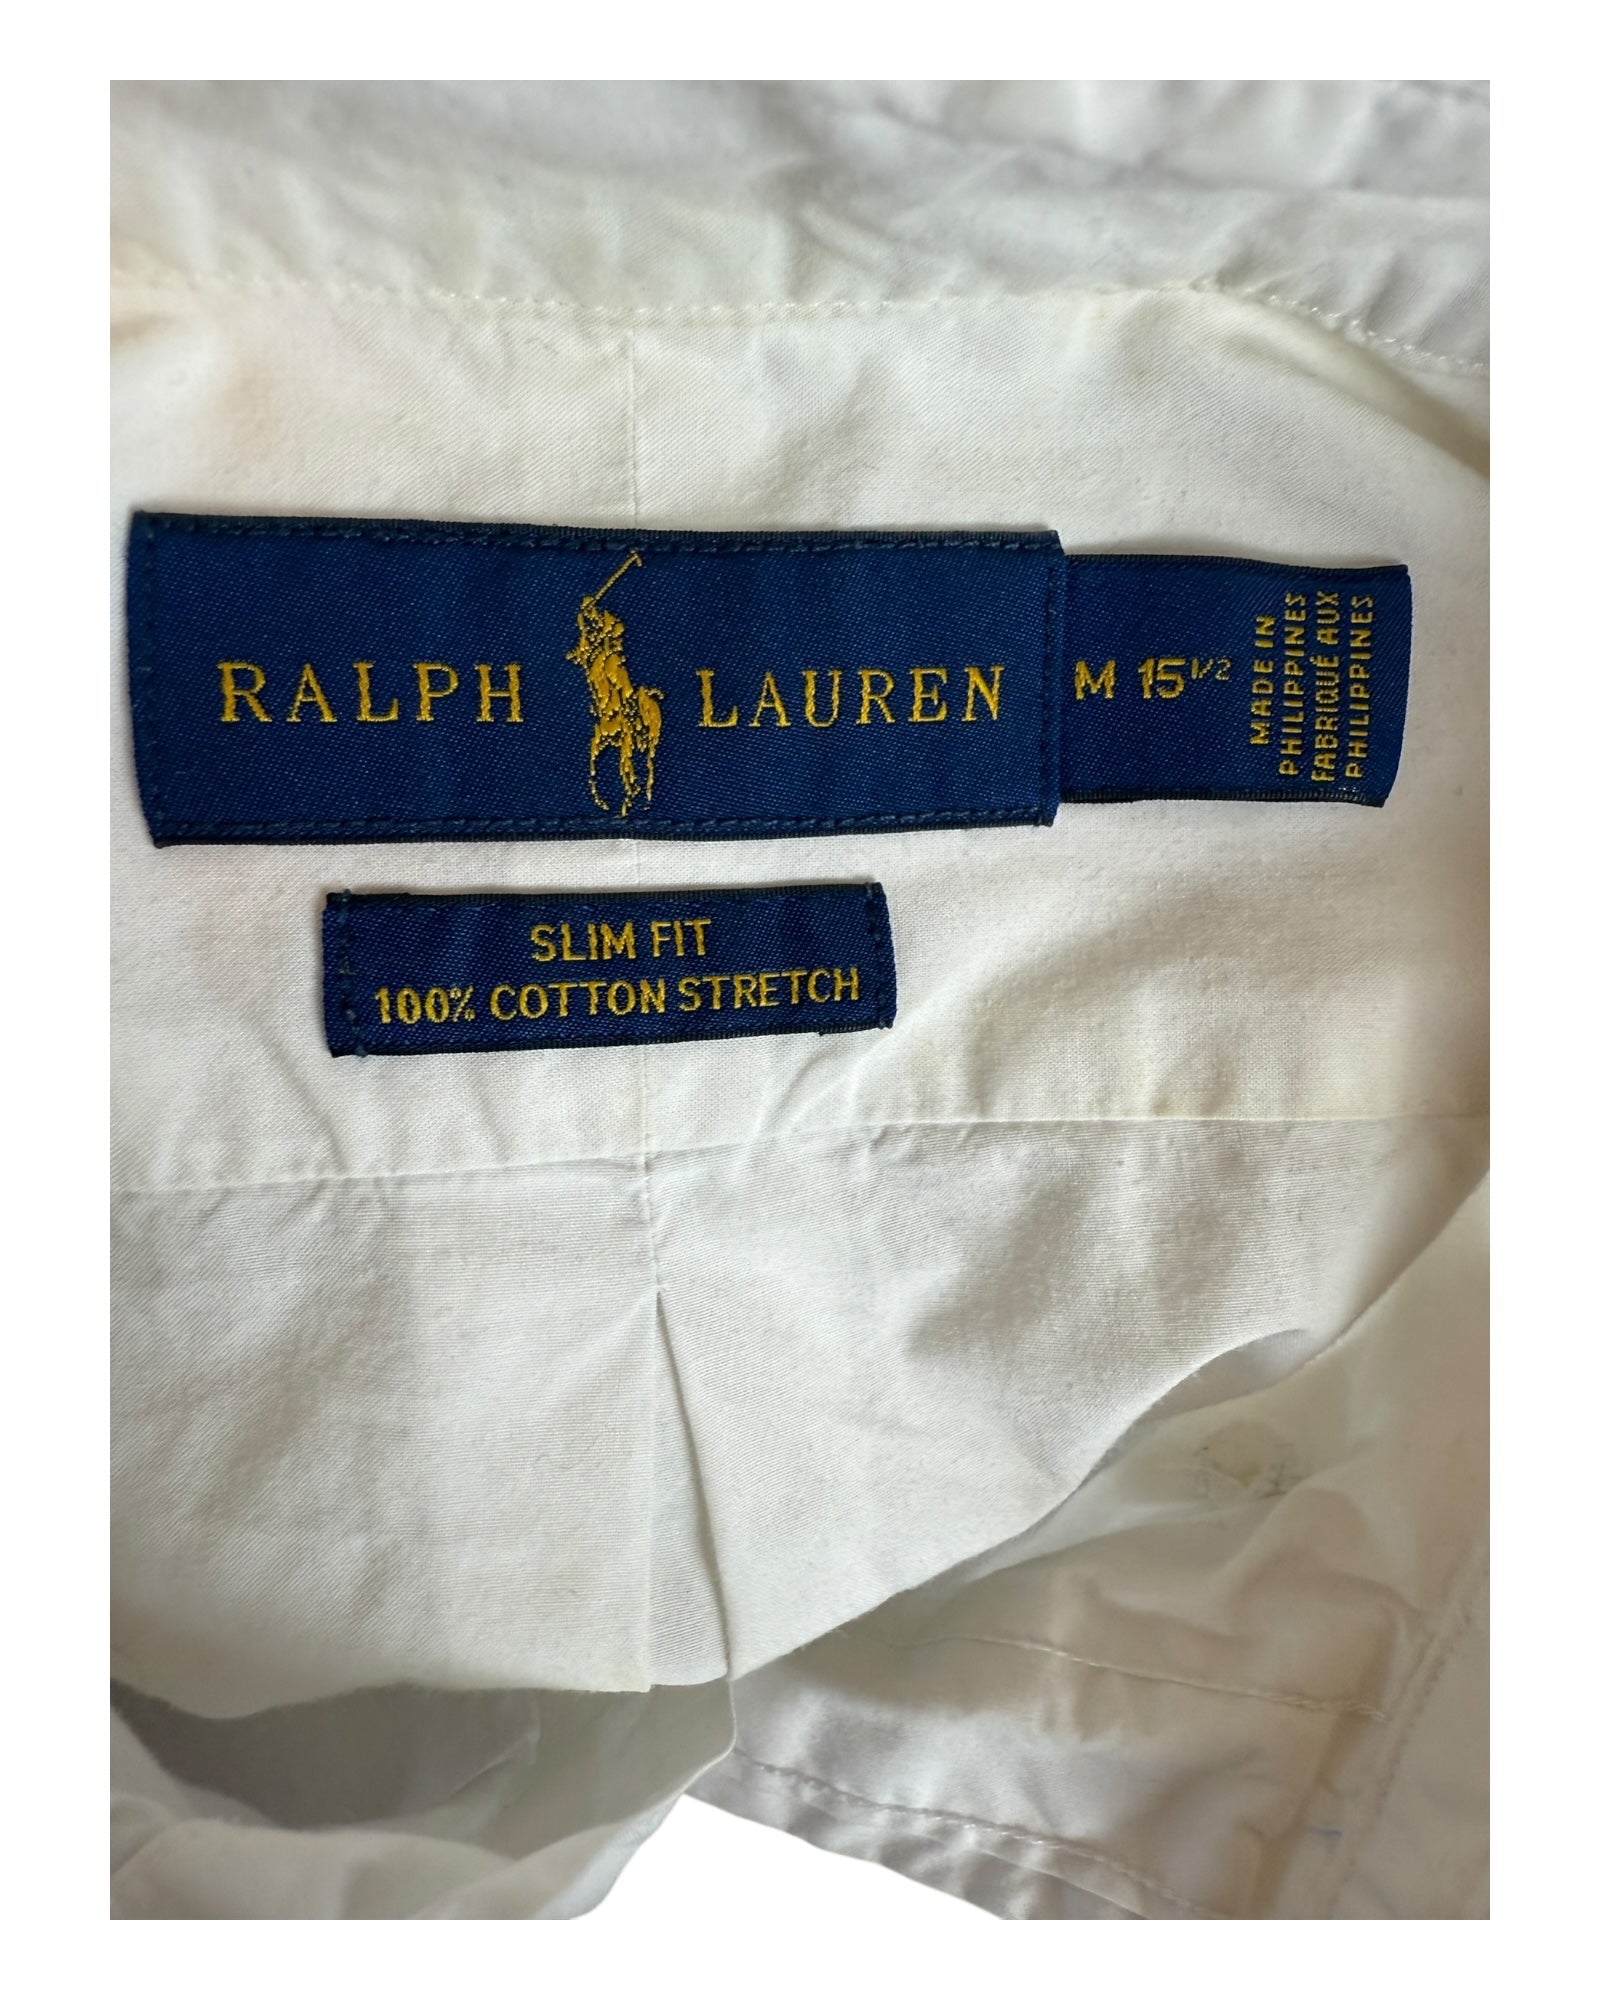 RALPH LAUREN
M 15 1/2
MADE IN
PHILIPPINES
FABRIQUÉ AUX
PHILIPPINES
SLIM FIT
100% COTTON STRETCH